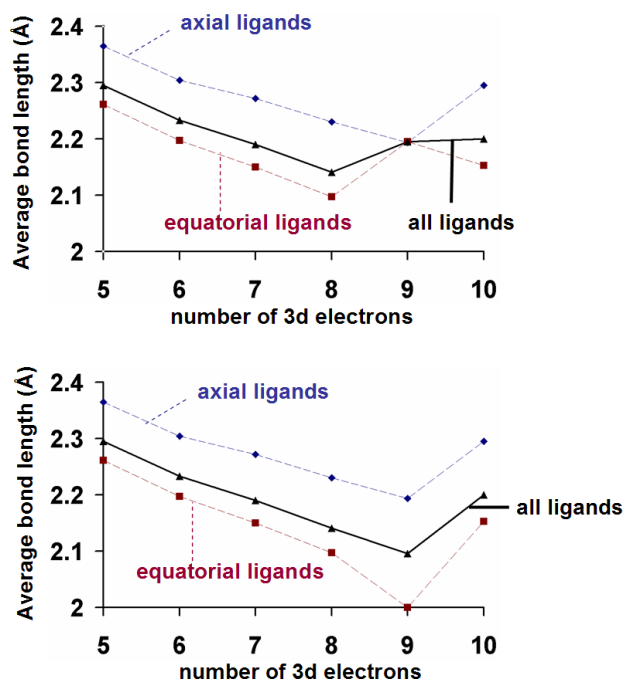 Average bond length (Å)
2.4
2.3
2.2
2.1
2
axial ligands
equatorial ligands
all ligands
5 6 7 8 9 10
number of 3d electrons
Average bond length (Å)
2.4
2.3
2.2
2.1
2
axial ligands
all ligands
equatorial ligands
5 6 7 8 9 10
number of 3d electrons